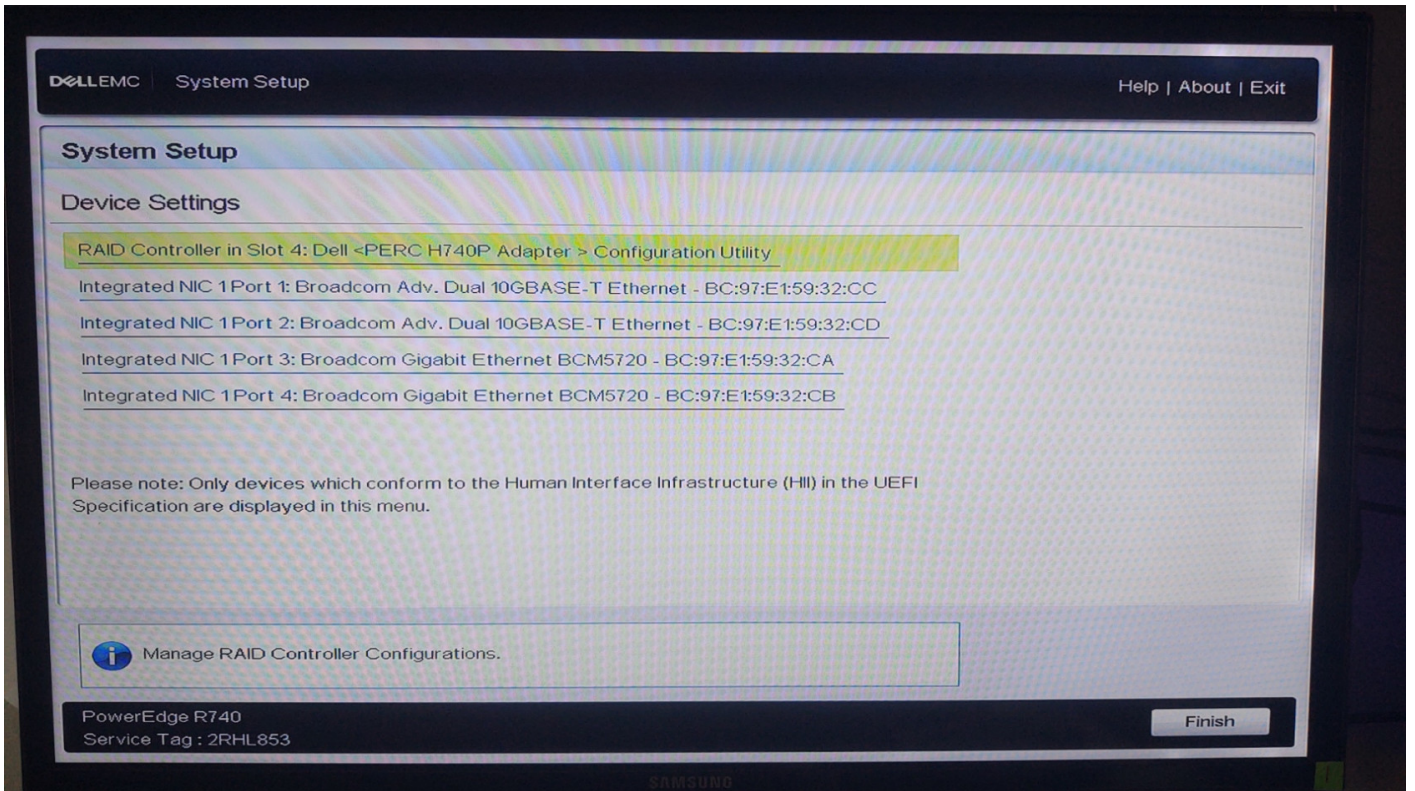 DELLEMC System Setup Help | About | Exit
System Setup
Device Settings
RAID Controller in Slot 4: Dell <PERC H740P Adapter > Configuration Utility
Integrated NIC 1 Port 1: Broadcom Adv. Dual 10GBASE-T Ethernet - BC:97:E1:59:32:CC
Integrated NIC 1 Port 2: Broadcom Adv. Dual 10GBASE-T Ethernet - BC:97:E1:59:32:CD
Integrated NIC 1 Port 3: Broadcom Gigabit Ethernet BCM5720 - BC:97:E1:59:32:CA
Integrated NIC 1 Port 4: Broadcom Gigabit Ethernet BCM5720 - BC:97:E1:59:32:CB
Please note: Only devices which conform to the Human Interface Infrastructure (HII) in the UEFI
Specification are displayed in this menu.
Manage RAID Controller Configurations.
PowerEdge R740
Service Tag : 2RHL853
Finish
SAMSUNG